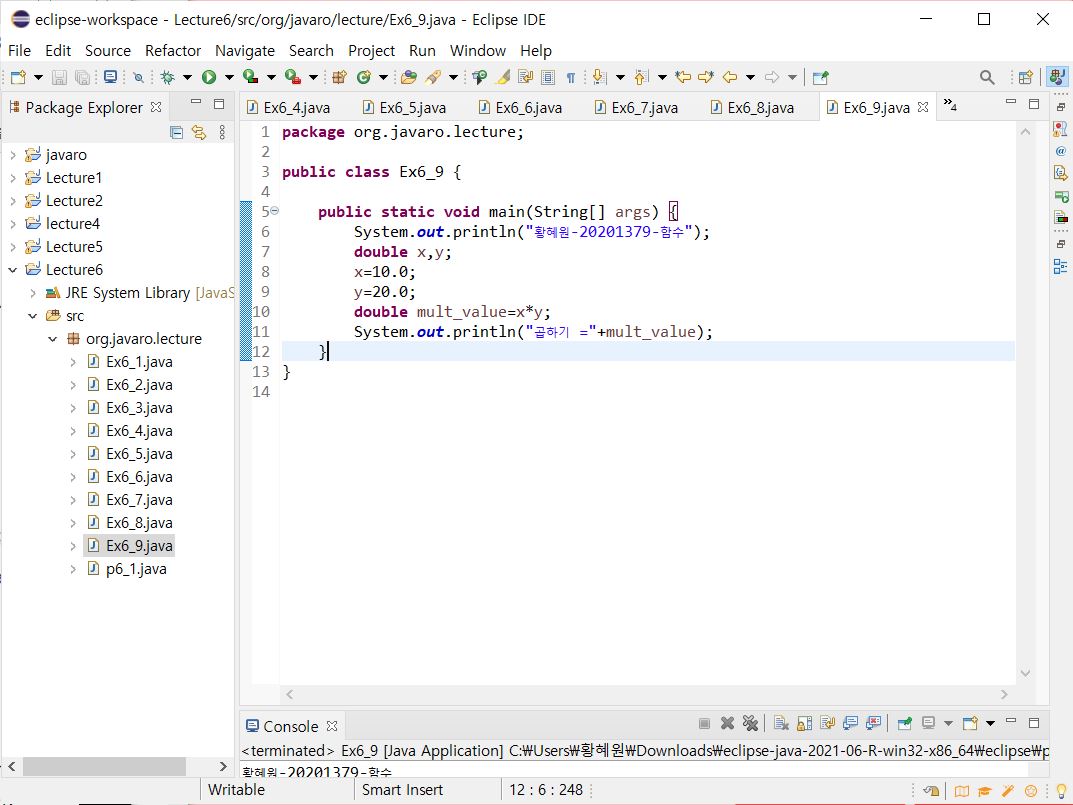 eclipse-workspace - Lecture6/src/org/javaro/lecture/Ex6_9.java - Eclipse IDE
File Edit Source Refactor Navigate Search Project Run Window Help
Package Explorer
Ex6_4.java Ex6_5.java Ex6_6.java Ex6_7.java Ex6_8.java Ex6_9.java »4
javaro
Lecture1
Lecture2
lecture4
Lecture5
Lecture6
JRE System Library [JavaS
src
org.javaro.lecture
Ex6_1.java
Ex6_2.java
Ex6_3.java
Ex6_4.java
Ex6_5.java
Ex6_6.java
Ex6_7.java
Ex6_8.java
Ex6_9.java
p6_1.java
1 package org.javaro.lecture;
2
3 public class Ex6_9 {
4
5 public static void main(String[] args) {
6 System.out.println("황혜원-20201379-함수");
7 double x,y;
8 x=10.0;
9 y=20.0;
10 double mult_value=x*y;
11 System.out.println("곱하기 ="+mult_value);
12 }
13 }
14
Console
<terminated> Ex6_9 [Java Application] C:₩Users₩황혜원₩Downloads₩eclipse-java-2021-06-R-win32-x86_64₩eclipse₩p
황혜원-20201379-함수
Writable Smart Insert 12 : 6 : 248